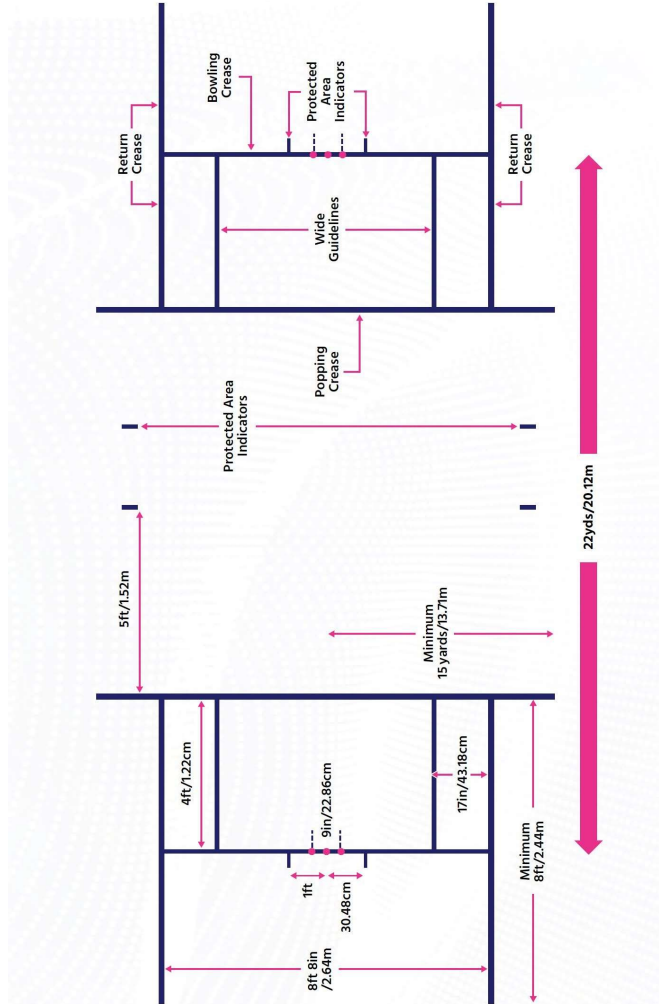 Return
Crease
Bowling
Crease
Protected
Area
Indicators
Return
Crease
Wide
Guidelines
Popping
Crease
Protected Area
Indicators
22yds/20.12m
5ft/1.52m
Minimum
15 yards/13.71m
4ft/1.22cm
9in/22.86cm
17in/43.18cm
1ft
30.48cm
Minimum
8ft/2.44m
8ft 8in
/2.64m